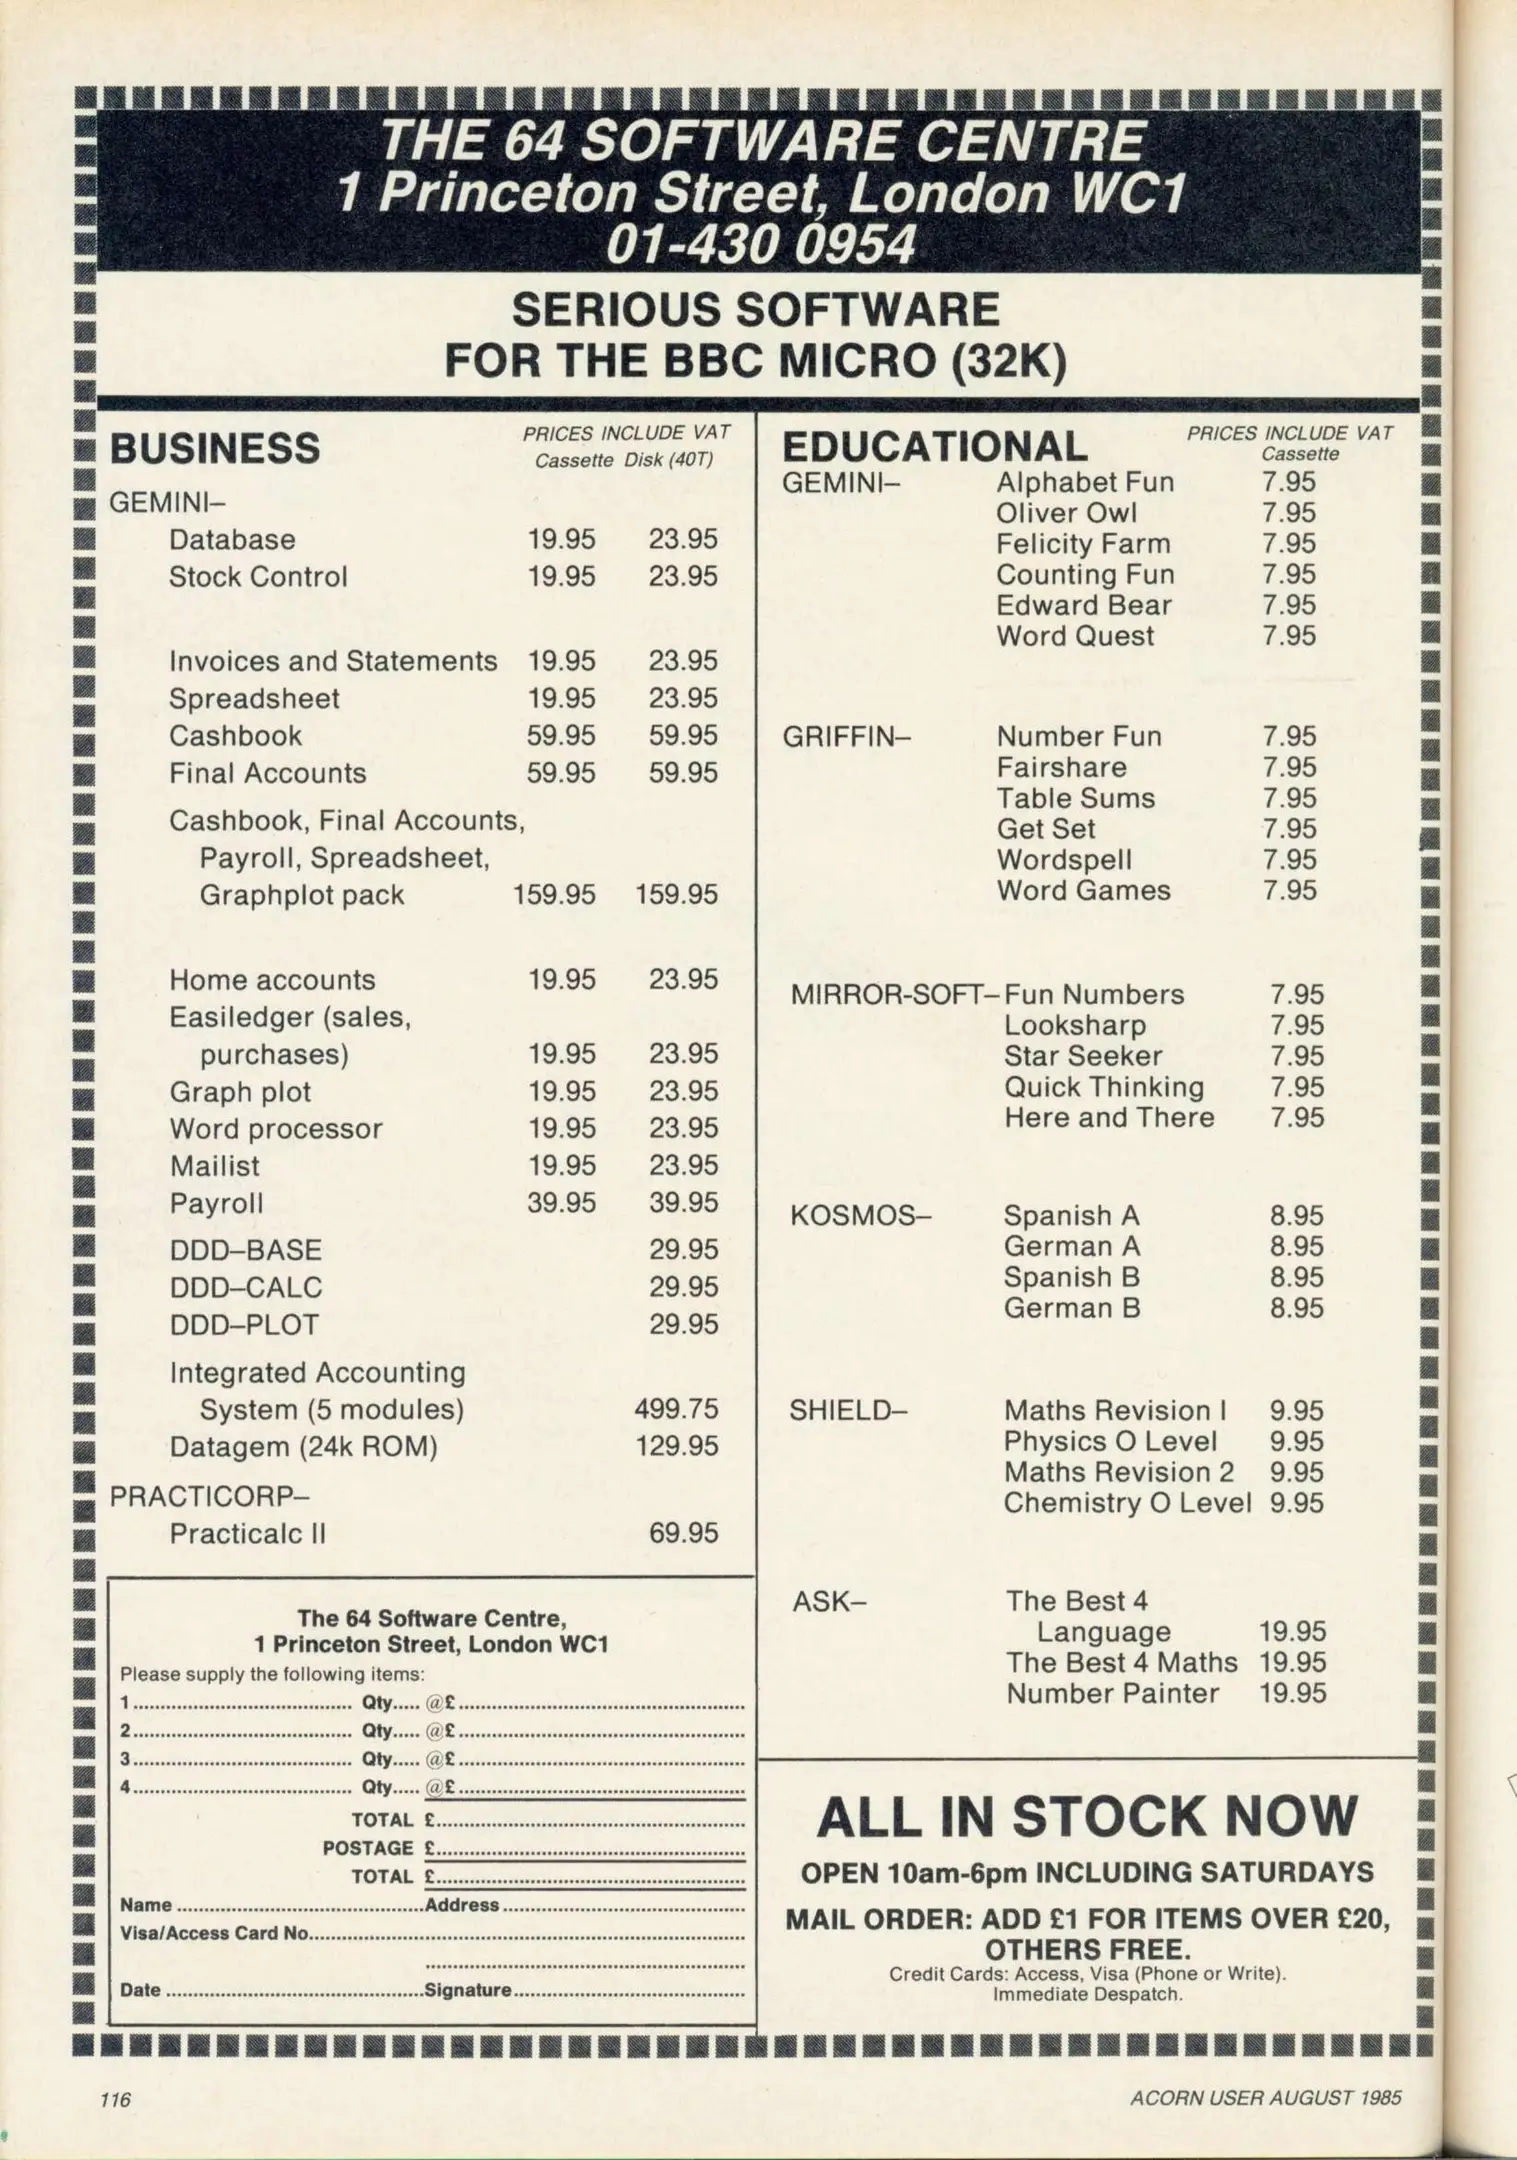 THE 64 SOFTWARE CENTRE
1 Princeton Street, London WC1
01-430 0954
SERIOUS SOFTWARE
FOR THE BBC MICRO (32K)
BUSINESS PRICES INCLUDE VAT
Cassette Disk (40T)
GEMINI–
Database 19.95 23.95
Stock Control 19.95 23.95
Invoices and Statements 19.95 23.95
Spreadsheet 19.95 23.95
Cashbook 59.95 59.95
Final Accounts 59.95 59.95
Cashbook, Final Accounts,
Payroll, Spreadsheet,
Graphplot pack 159.95 159.95
Home accounts 19.95 23.95
Easiledger (sales,
purchases) 19.95 23.95
Graph plot 19.95 23.95
Word processor 19.95 23.95
Mailist 19.95 23.95
Payroll 39.95 39.95
DDD–BASE 29.95
DDD–CALC 29.95
DDD–PLOT 29.95
Integrated Accounting
System (5 modules) 499.75
Datagem (24k ROM) 129.95
PRACTICORP–
Practicalc II 69.95
The 64 Software Centre,
1 Princeton Street, London WC1
Please supply the following items:
1 ........ Qty..... @£ ........
2 ........ Qty..... @£ ........
3 ........ Qty..... @£ ........
4 ........ Qty..... @£ ........
TOTAL £........
POSTAGE £........
TOTAL £........
Name ........ Address ........
Visa/Access Card No. ........
Date ........ Signature ........
EDUCATIONAL PRICES INCLUDE VAT
Cassette
GEMINI– Alphabet Fun 7.95
Oliver Owl 7.95
Felicity Farm 7.95
Counting Fun 7.95
Edward Bear 7.95
Word Quest 7.95
GRIFFIN– Number Fun 7.95
Fairshare 7.95
Table Sums 7.95
Get Set 7.95
Wordspell 7.95
Word Games 7.95
MIRROR-SOFT– Fun Numbers 7.95
Looksharp 7.95
Star Seeker 7.95
Quick Thinking 7.95
Here and There 7.95
KOSMOS– Spanish A 8.95
German A 8.95
Spanish B 8.95
German B 8.95
SHIELD– Maths Revision I 9.95
Physics O Level 9.95
Maths Revision 2 9.95
Chemistry O Level 9.95
ASK– The Best 4
Language 19.95
The Best 4 Maths 19.95
Number Painter 19.95
ALL IN STOCK NOW
OPEN 10am-6pm INCLUDING SATURDAYS
MAIL ORDER: ADD £1 FOR ITEMS OVER £20,
OTHERS FREE.
Credit Cards: Access, Visa (Phone or Write).
Immediate Despatch.
116 ACORN USER AUGUST 1985